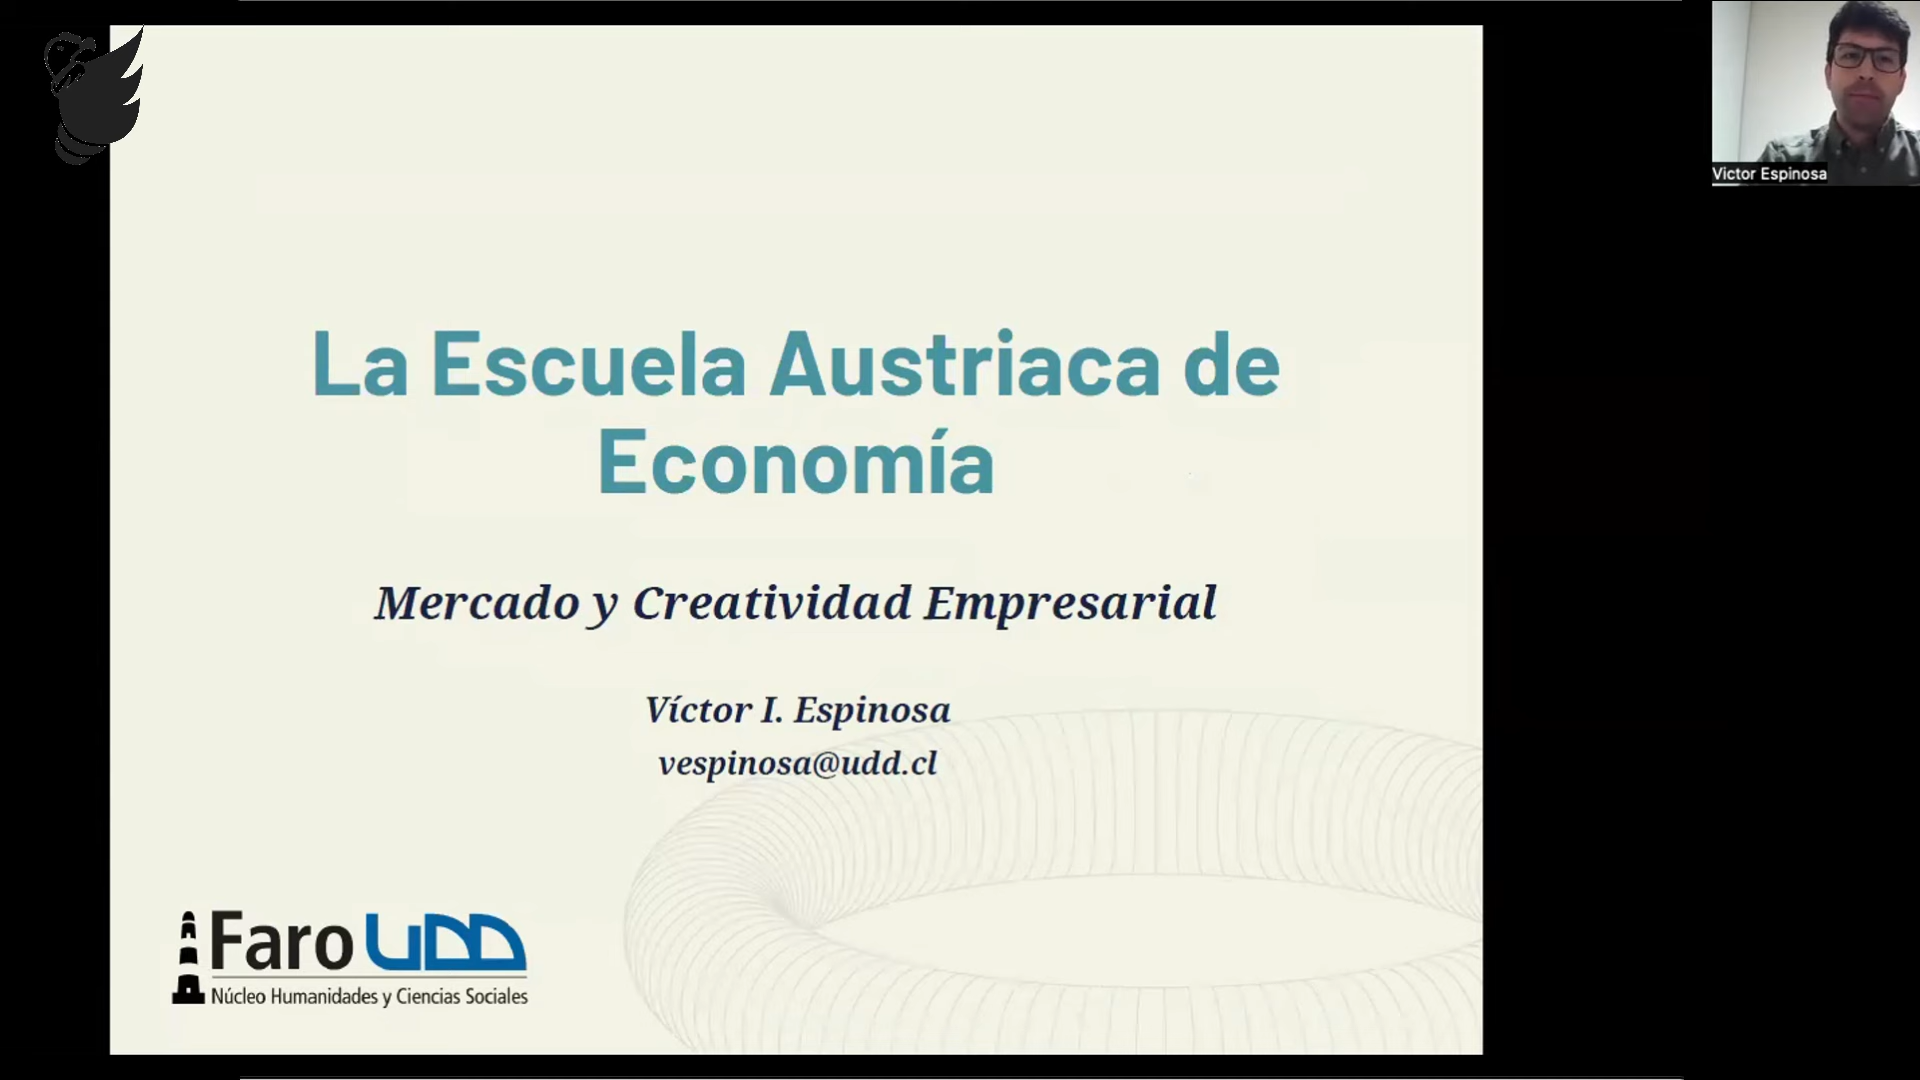 Victor Espinosa
La Escuela Austriaca de
Economía
Mercado y Creatividad Empresarial
Víctor I. Espinosa
vespinosa@udd.cl
Faro UDD
Núcleo Humanidades y Ciencias Sociales